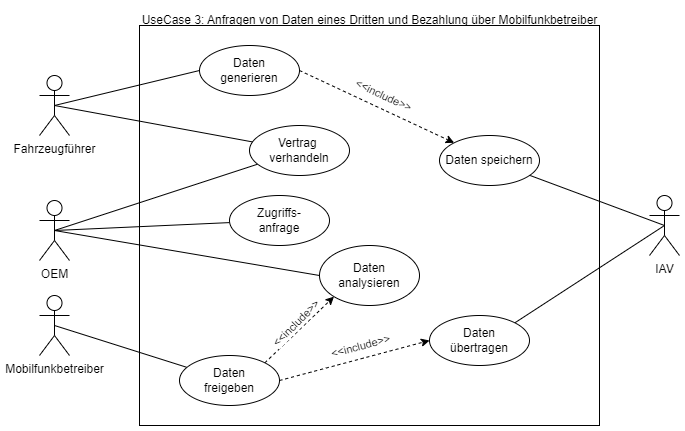 UseCase 3: Anfragen von Daten eines Dritten und Bezahlung über Mobilfunkbetreiber
Daten
generieren
<<include>>
Fahrzeugführer
Vertrag
verhandeln
Daten speichern
Zugriffs-
anfrage
OEM
IAV
Daten
analysieren
<<include>>
<<include>>
Daten
übertragen
Mobilfunkbetreiber
Daten
freigeben